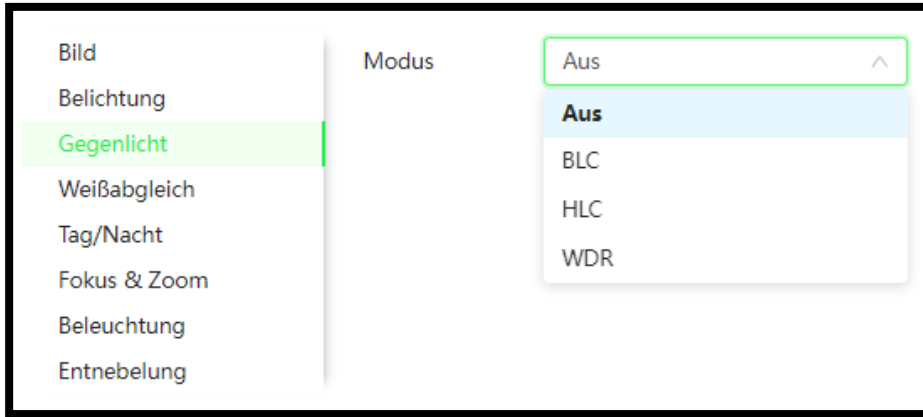 Bild
Belichtung
Gegenlicht
Weißabgleich
Tag/Nacht
Fokus & Zoom
Beleuchtung
Entnebelung
Modus
Aus
Aus
BLC
HLC
WDR